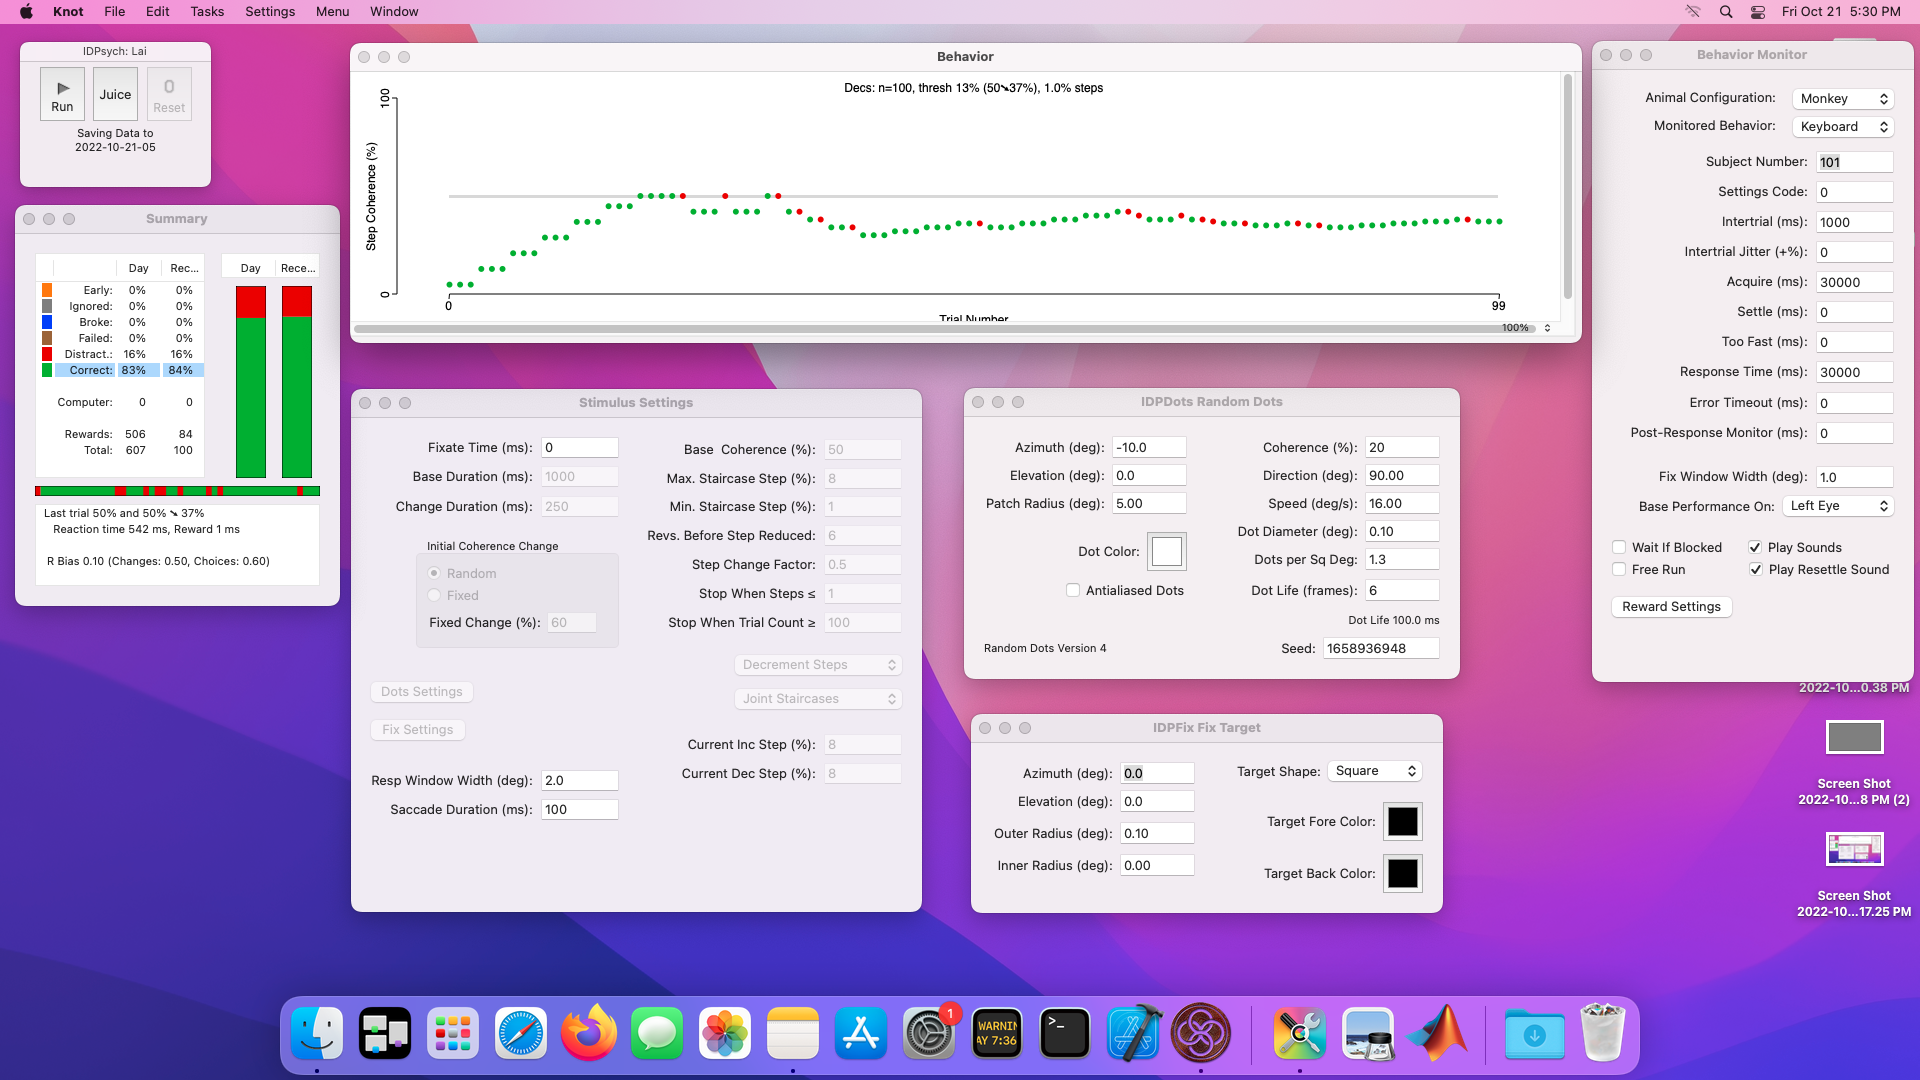 Knot File Edit Tasks Settings Menu Window Fri Oct 21 5:30 PM
IDPsych: Lai
Run
Juice
0
Reset
Saving Data to
2022-10-21-05
Summary
Day Rec... Day Rece...
Early: 0% 0%
Ignored: 0% 0%
Broke: 0% 0%
Failed: 0% 0%
Distract.: 16% 16%
Correct: 83% 84%
Computer: 0 0
Rewards: 506 84
Total: 607 100
Last trial 50% and 50% ➘ 37%
Reaction time 542 ms, Reward 1 ms
R Bias 0.10 (Changes: 0.50, Choices: 0.60)
Behavior
Decs: n=100, thresh 13% (50➘37%), 1.0% steps
100
Step Coherence (%)
0
0 99
Trial Number
100%
Stimulus Settings
Fixate Time (ms): 0
Base Duration (ms): 1000
Change Duration (ms): 250
Initial Coherence Change
Random
Fixed
Fixed Change (%): 60
Dots Settings
Fix Settings
Resp Window Width (deg): 2.0
Saccade Duration (ms): 100
Base Coherence (%): 50
Max. Staircase Step (%): 8
Min. Staircase Step (%): 1
Revs. Before Step Reduced: 6
Step Change Factor: 0.5
Stop When Steps ≤ 1
Stop When Trial Count ≥ 100
Decrement Steps
Joint Staircases
Current Inc Step (%): 8
Current Dec Step (%): 8
IDPDots Random Dots
Azimuth (deg): -10.0
Elevation (deg): 0.0
Patch Radius (deg): 5.00
Dot Color:
Antialiased Dots
Random Dots Version 4
Coherence (%): 20
Direction (deg): 90.00
Speed (deg/s): 16.00
Dot Diameter (deg): 0.10
Dots per Sq Deg: 1.3
Dot Life (frames): 6
Dot Life 100.0 ms
Seed: 1658936948
IDPFix Fix Target
Azimuth (deg): 0.0
Elevation (deg): 0.0
Outer Radius (deg): 0.10
Inner Radius (deg): 0.00
Target Shape: Square
Target Fore Color:
Target Back Color:
Behavior Monitor
Animal Configuration: Monkey
Monitored Behavior: Keyboard
Subject Number: 101
Settings Code: 0
Intertrial (ms): 1000
Intertrial Jitter (+%): 0
Acquire (ms): 30000
Settle (ms): 0
Too Fast (ms): 0
Response Time (ms): 30000
Error Timeout (ms): 0
Post-Response Monitor (ms): 0
Fix Window Width (deg): 1.0
Base Performance On: Left Eye
Wait If Blocked Play Sounds
Free Run Play Resettle Sound
Reward Settings
2022-10...0.38 PM
Screen Shot
2022-10...8 PM (2)
Screen Shot
2022-10...17.25 PM
1
WARNIN
AY 7:36
>_